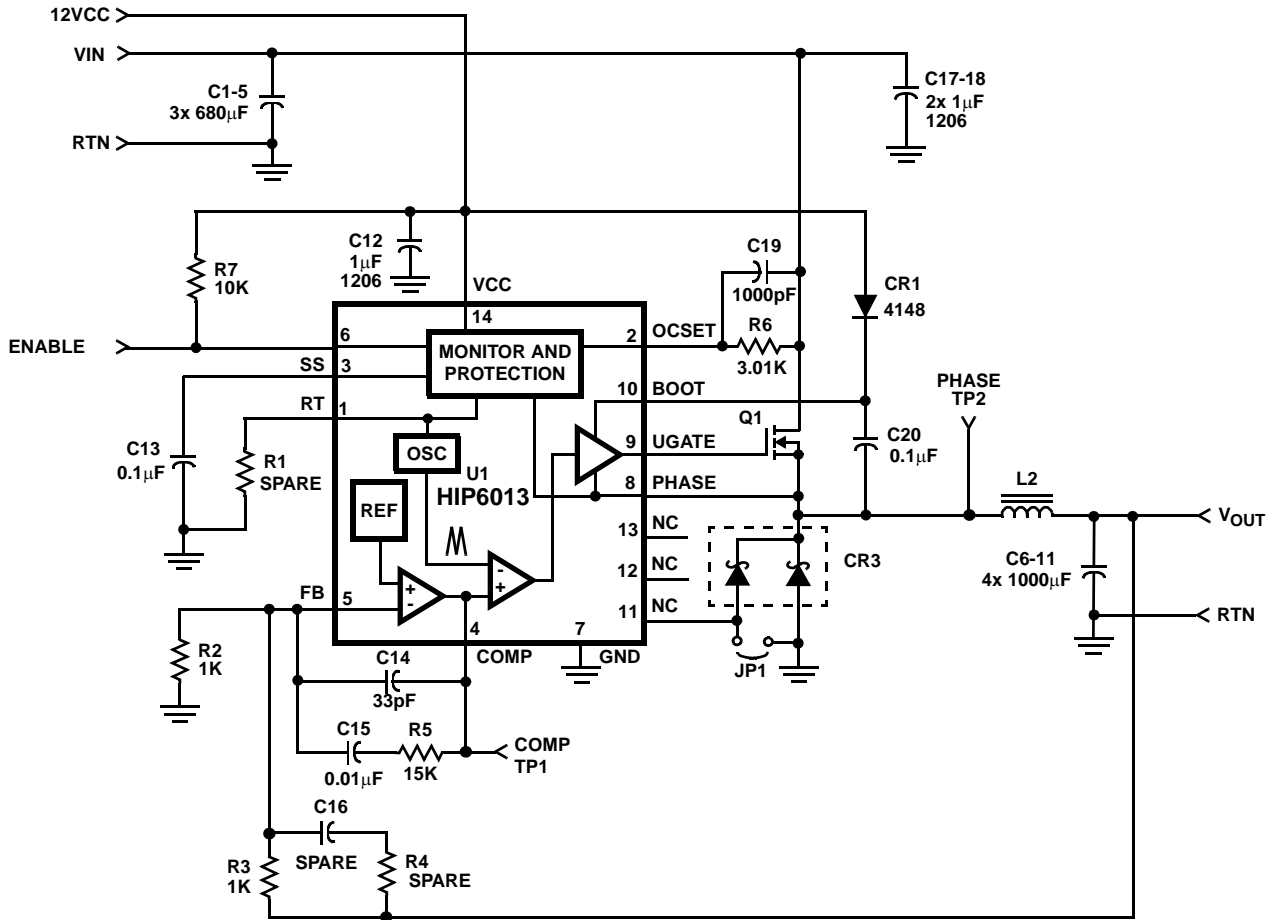 12VCC
VIN
C1-5
3x 680µF
RTN
C17-18
2x 1µF
1206
R7
10K
C12
1µF
1206
VCC
14
C19
1000pF
CR1
4148
ENABLE
6
MONITOR AND
PROTECTION
2
OCSET
R6
3.01K
SS
3
RT
1
10
BOOT
PHASE
TP2
Q1
C13
0.1µF
R1
SPARE
OSC
U1
HIP6013
9
UGATE
C20
0.1µF
REF
8
PHASE
L2
VOUT
13
NC
12
NC
CR3
C6-11
4x 1000µF
FB
5
+
-
-
+
11
NC
RTN
4
COMP
7
GND
JP1
R2
1K
C14
33pF
C15
0.01µF
R5
15K
COMP
TP1
C16
SPARE
R3
1K
R4
SPARE